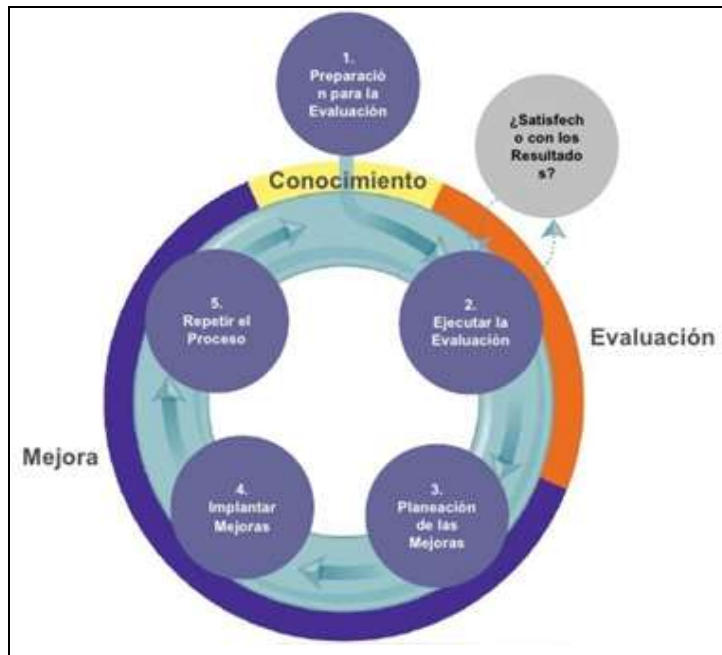 1.
Preparació
n para la
Evaluación
¿Satisfech
o con los
Resultado
s?
Conocimiento
5.
Repetir el
Proceso
2.
Ejecutar la
Evaluación
Evaluación
Mejora
4.
Implantar
Mejoras
3.
Planeación
de las
Mejoras